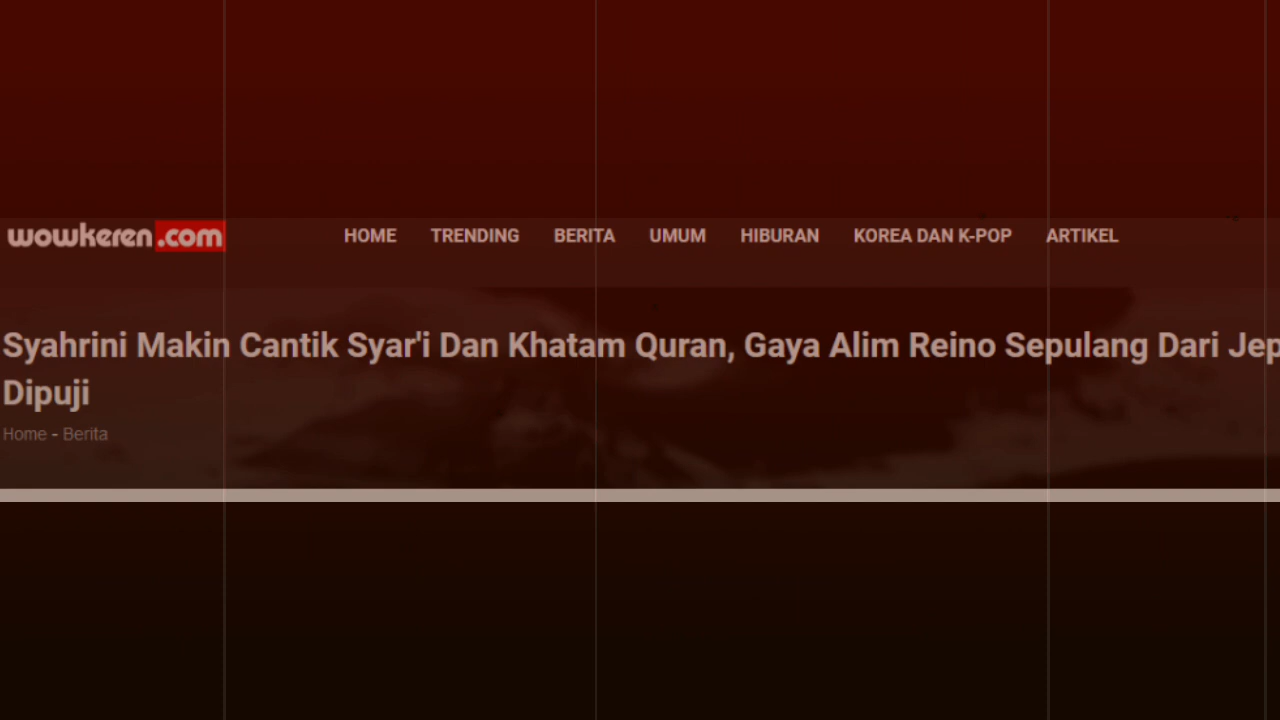 wowkeren.com HOME TRENDING BERITA UMUM HIBURAN KOREA DAN K-POP ARTIKEL
Syahrini Makin Cantik Syar'i Dan Khatam Quran, Gaya Alim Reino Sepulang Dari
Dipuji
Home - Berita